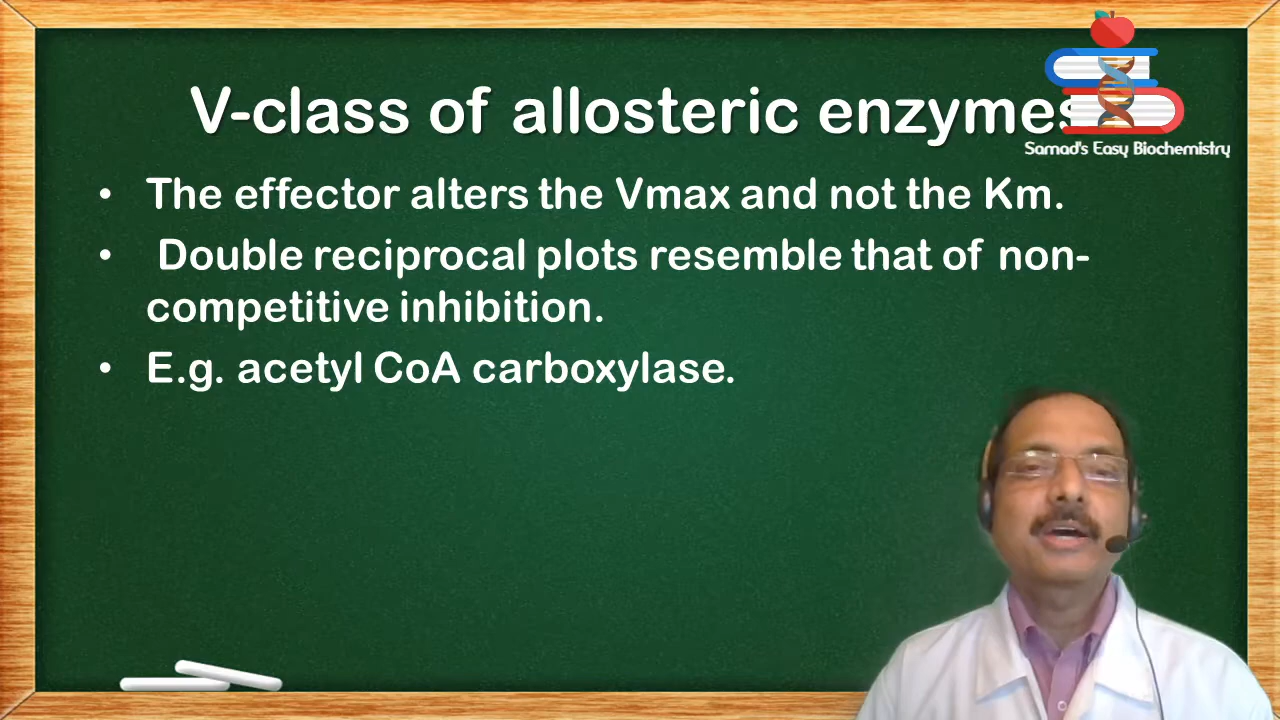 V-class of allosteric enzymes
Samad's Easy Biochemistry
• The effector alters the Vmax and not the Km.
• Double reciprocal plots resemble that of non-
competitive inhibition.
• E.g. acetyl CoA carboxylase.